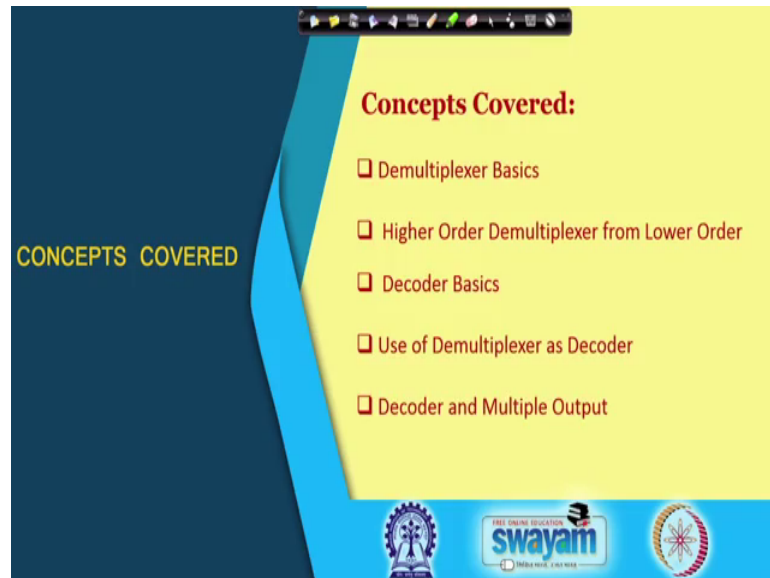 CONCEPTS COVERED
Concepts Covered:
Demultiplexer Basics
Higher Order Demultiplexer from Lower Order
Decoder Basics
Use of Demultiplexer as Decoder
Decoder and Multiple Output
FREE ONLINE EDUCATION
swayam